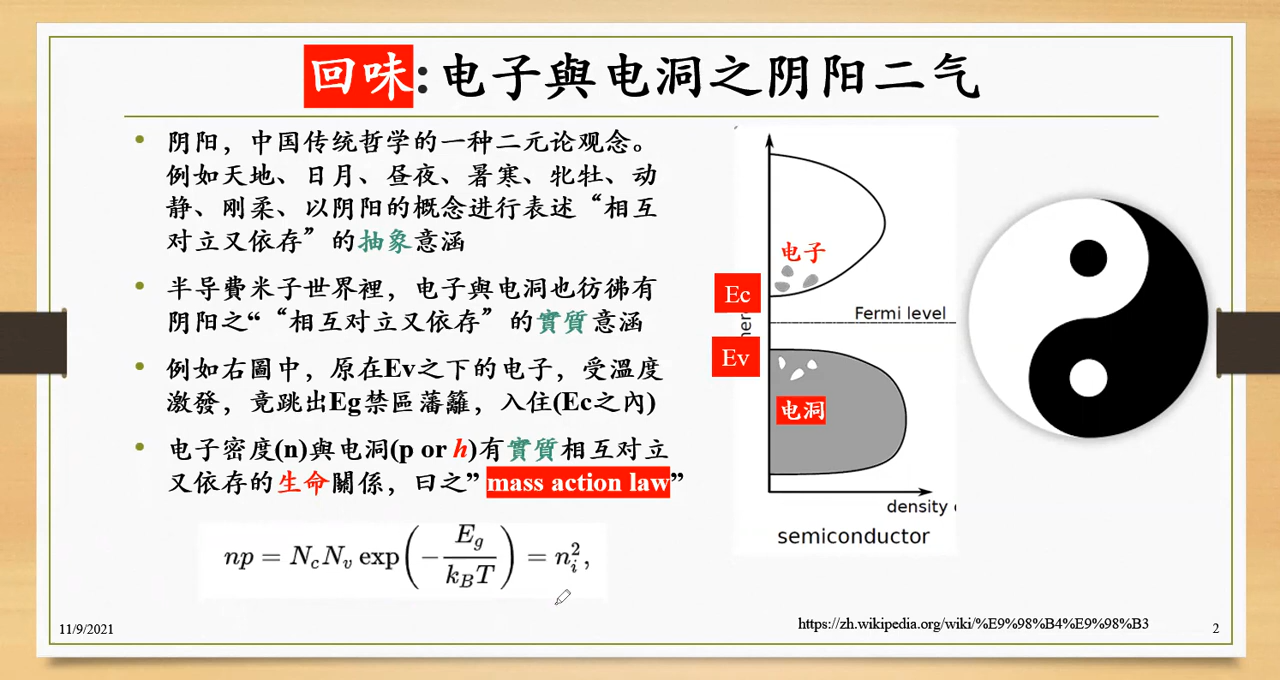 回味:电子與电洞之阴阳二气
阴阳，中国传统哲学的一种二元论观念。
例如天地、日月、昼夜、暑寒、牝牡、动
静、刚柔、以阴阳的概念进行表述“相互
对立又依存”的抽象意涵
半导費米子世界裡，电子與电洞也彷彿有
阴阳之“ “相互对立又依存”的實質意涵
例如右圖中，原在Ev之下的电子，受溫度
激發，竟跳出Eg禁區藩籬，入住(Ec之內)
电子密度(n)與电洞(p or h)有實質相互对立
又依存的生命關係，曰之” mass action law”
np = N_c N_v exp(-E_g/k_BT) = n_i^2,
电子
Ec
Fermi level
Ev
电洞
density
semiconductor
https://zh.wikipedia.org/wiki/%E9%98%B4%E9%98%B3
11/9/2021
2